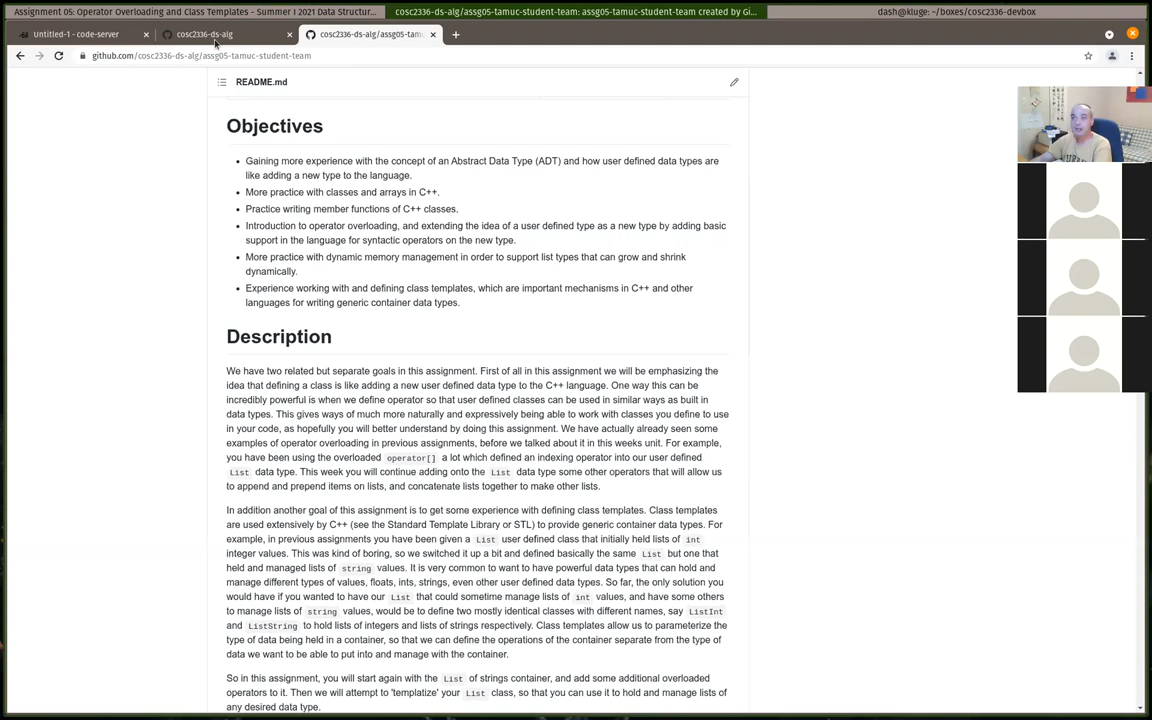 Assignment 05: Operator Overloading and Class Templates - Summer I 2021 Data Structur...
cosc2336-ds-alg/assg05-tamuc-student-team: assg05-tamuc-student-team created by Gi...
dash@kluge: ~/boxes/cosc2336-devbox
Untitled-1 - code-server
cosc2336-ds-alg
cosc2336-ds-alg/assg05-tamu
github.com/cosc2336-ds-alg/assg05-tamuc-student-team
README.md
Objectives
Gaining more experience with the concept of an Abstract Data Type (ADT) and how user defined data types are
like adding a new type to the language.
More practice with classes and arrays in C++.
Practice writing member functions of C++ classes.
Introduction to operator overloading, and extending the idea of a user defined type as a new type by adding basic
support in the language for syntactic operators on the new type.
More practice with dynamic memory management in order to support list types that can grow and shrink
dynamically.
Experience working with and defining class templates, which are important mechanisms in C++ and other
languages for writing generic container data types.
Description
We have two related but separate goals in this assignment. First of all in this assignment we will be emphasizing the
idea that defining a class is like adding a new user defined data type to the C++ language. One way this can be
incredibly powerful is when we define operator so that user defined classes can be used in similar ways as built in
data types. This gives ways of much more naturally and expressively being able to work with classes you define to use
in your code, as hopefully you will better understand by doing this assignment. We have actually already seen some
examples of operator overloading in previous assignments, before we talked about it in this weeks unit. For example,
you have been using the overloaded operator[] a lot which defined an indexing operator into our user defined
List data type. This week you will continue adding onto the List data type some other operators that will allow us
to append and prepend items on lists, and concatenate lists together to make other lists.
In addition another goal of this assignment is to get some experience with defining class templates. Class templates
are used extensively by C++ (see the Standard Template Library or STL) to provide generic container data types. For
example, in previous assignments you have been given a List user defined class that initially held lists of int
integer values. This was kind of boring, so we switched it up a bit and defined basically the same List but one that
held and managed lists of string values. It is very common to want to have powerful data types that can hold and
manage different types of values, floats, ints, strings, even other user defined data types. So far, the only solution you
would have if you wanted to have our List that could sometime manage lists of int values, and have some others
to manage lists of string values, would be to define two mostly identical classes with different names, say ListInt
and ListString to hold lists of integers and lists of strings respectively. Class templates allow us to parameterize the
type of data being held in a container, so that we can define the operations of the container separate from the type of
data we want to be able to put into and manage with the container.
So in this assignment, you will start again with the List of strings container, and add some additional overloaded
operators to it. Then we will attempt to 'templatize' your List class, so that you can use it to hold and manage lists of
any desired data type.